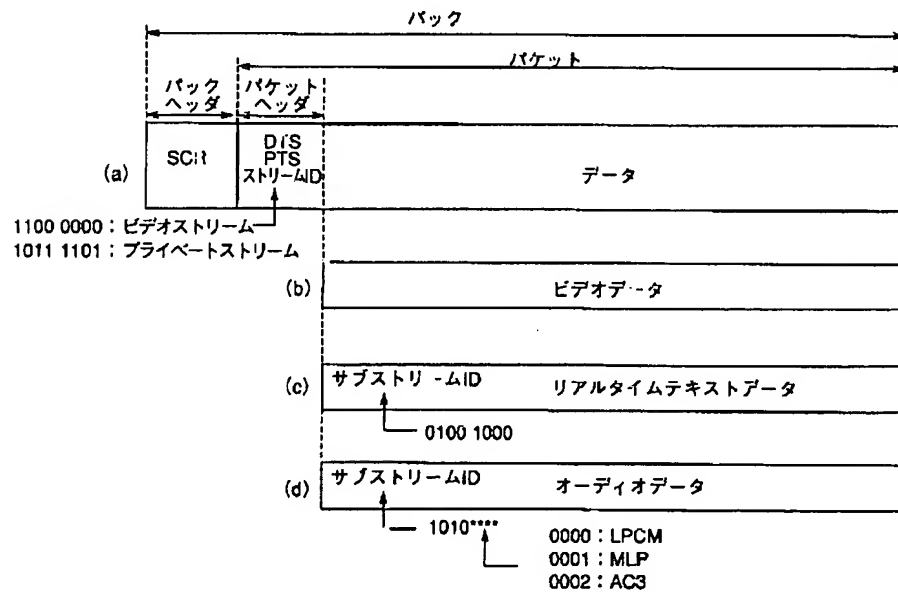 パック
パケット
パック
ヘッダ
パケット
ヘッダ
(a)
SCR
DTS
PTS
ストリームID
データ
1100 0000：ビデオストリーム
1011 1101：プライベートストリーム
(b)
ビデオデータ
(c)
サブストリームID
リアルタイムテキストデータ
0100 1000
(d)
サブストリームID
オーディオデータ
1010****
0000：LPCM
0001：MLP
0002：AC3